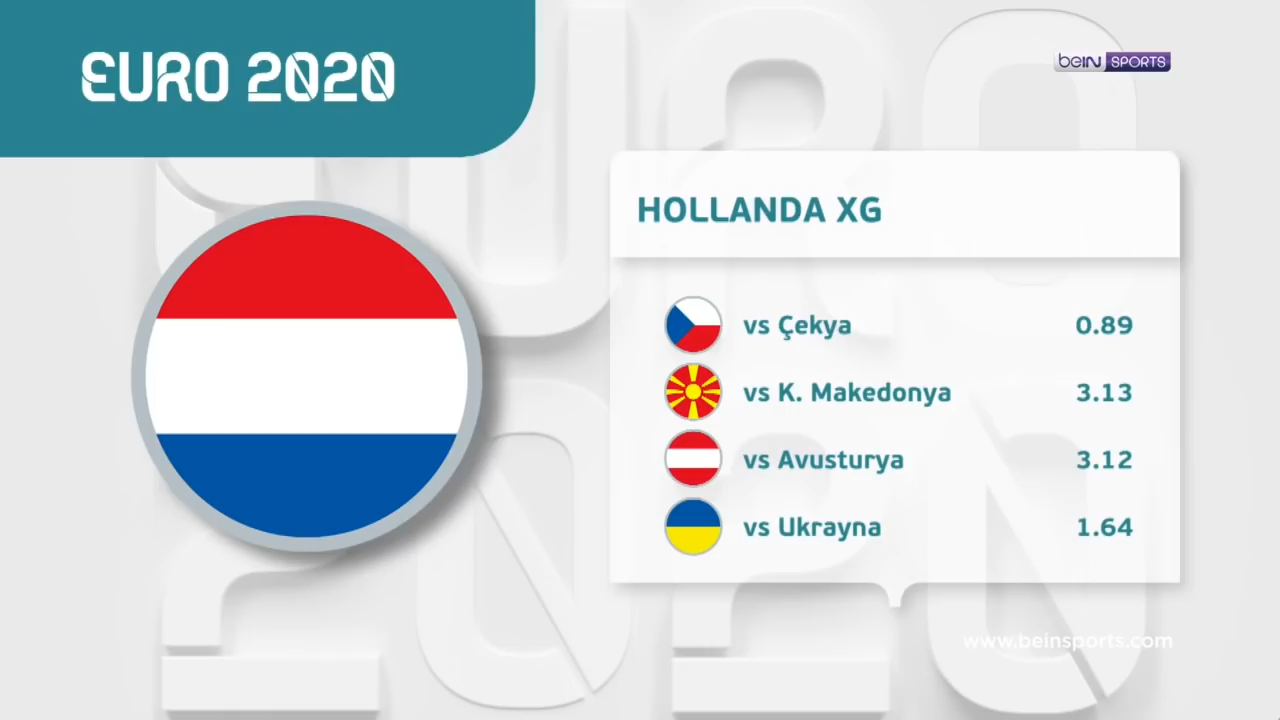 EURO 2020
beIN SPORTS
HOLLANDA XG
vs Çekya 0.89
vs K. Makedonya 3.13
vs Avusturya 3.12
vs Ukrayna 1.64
www.beinsports.com